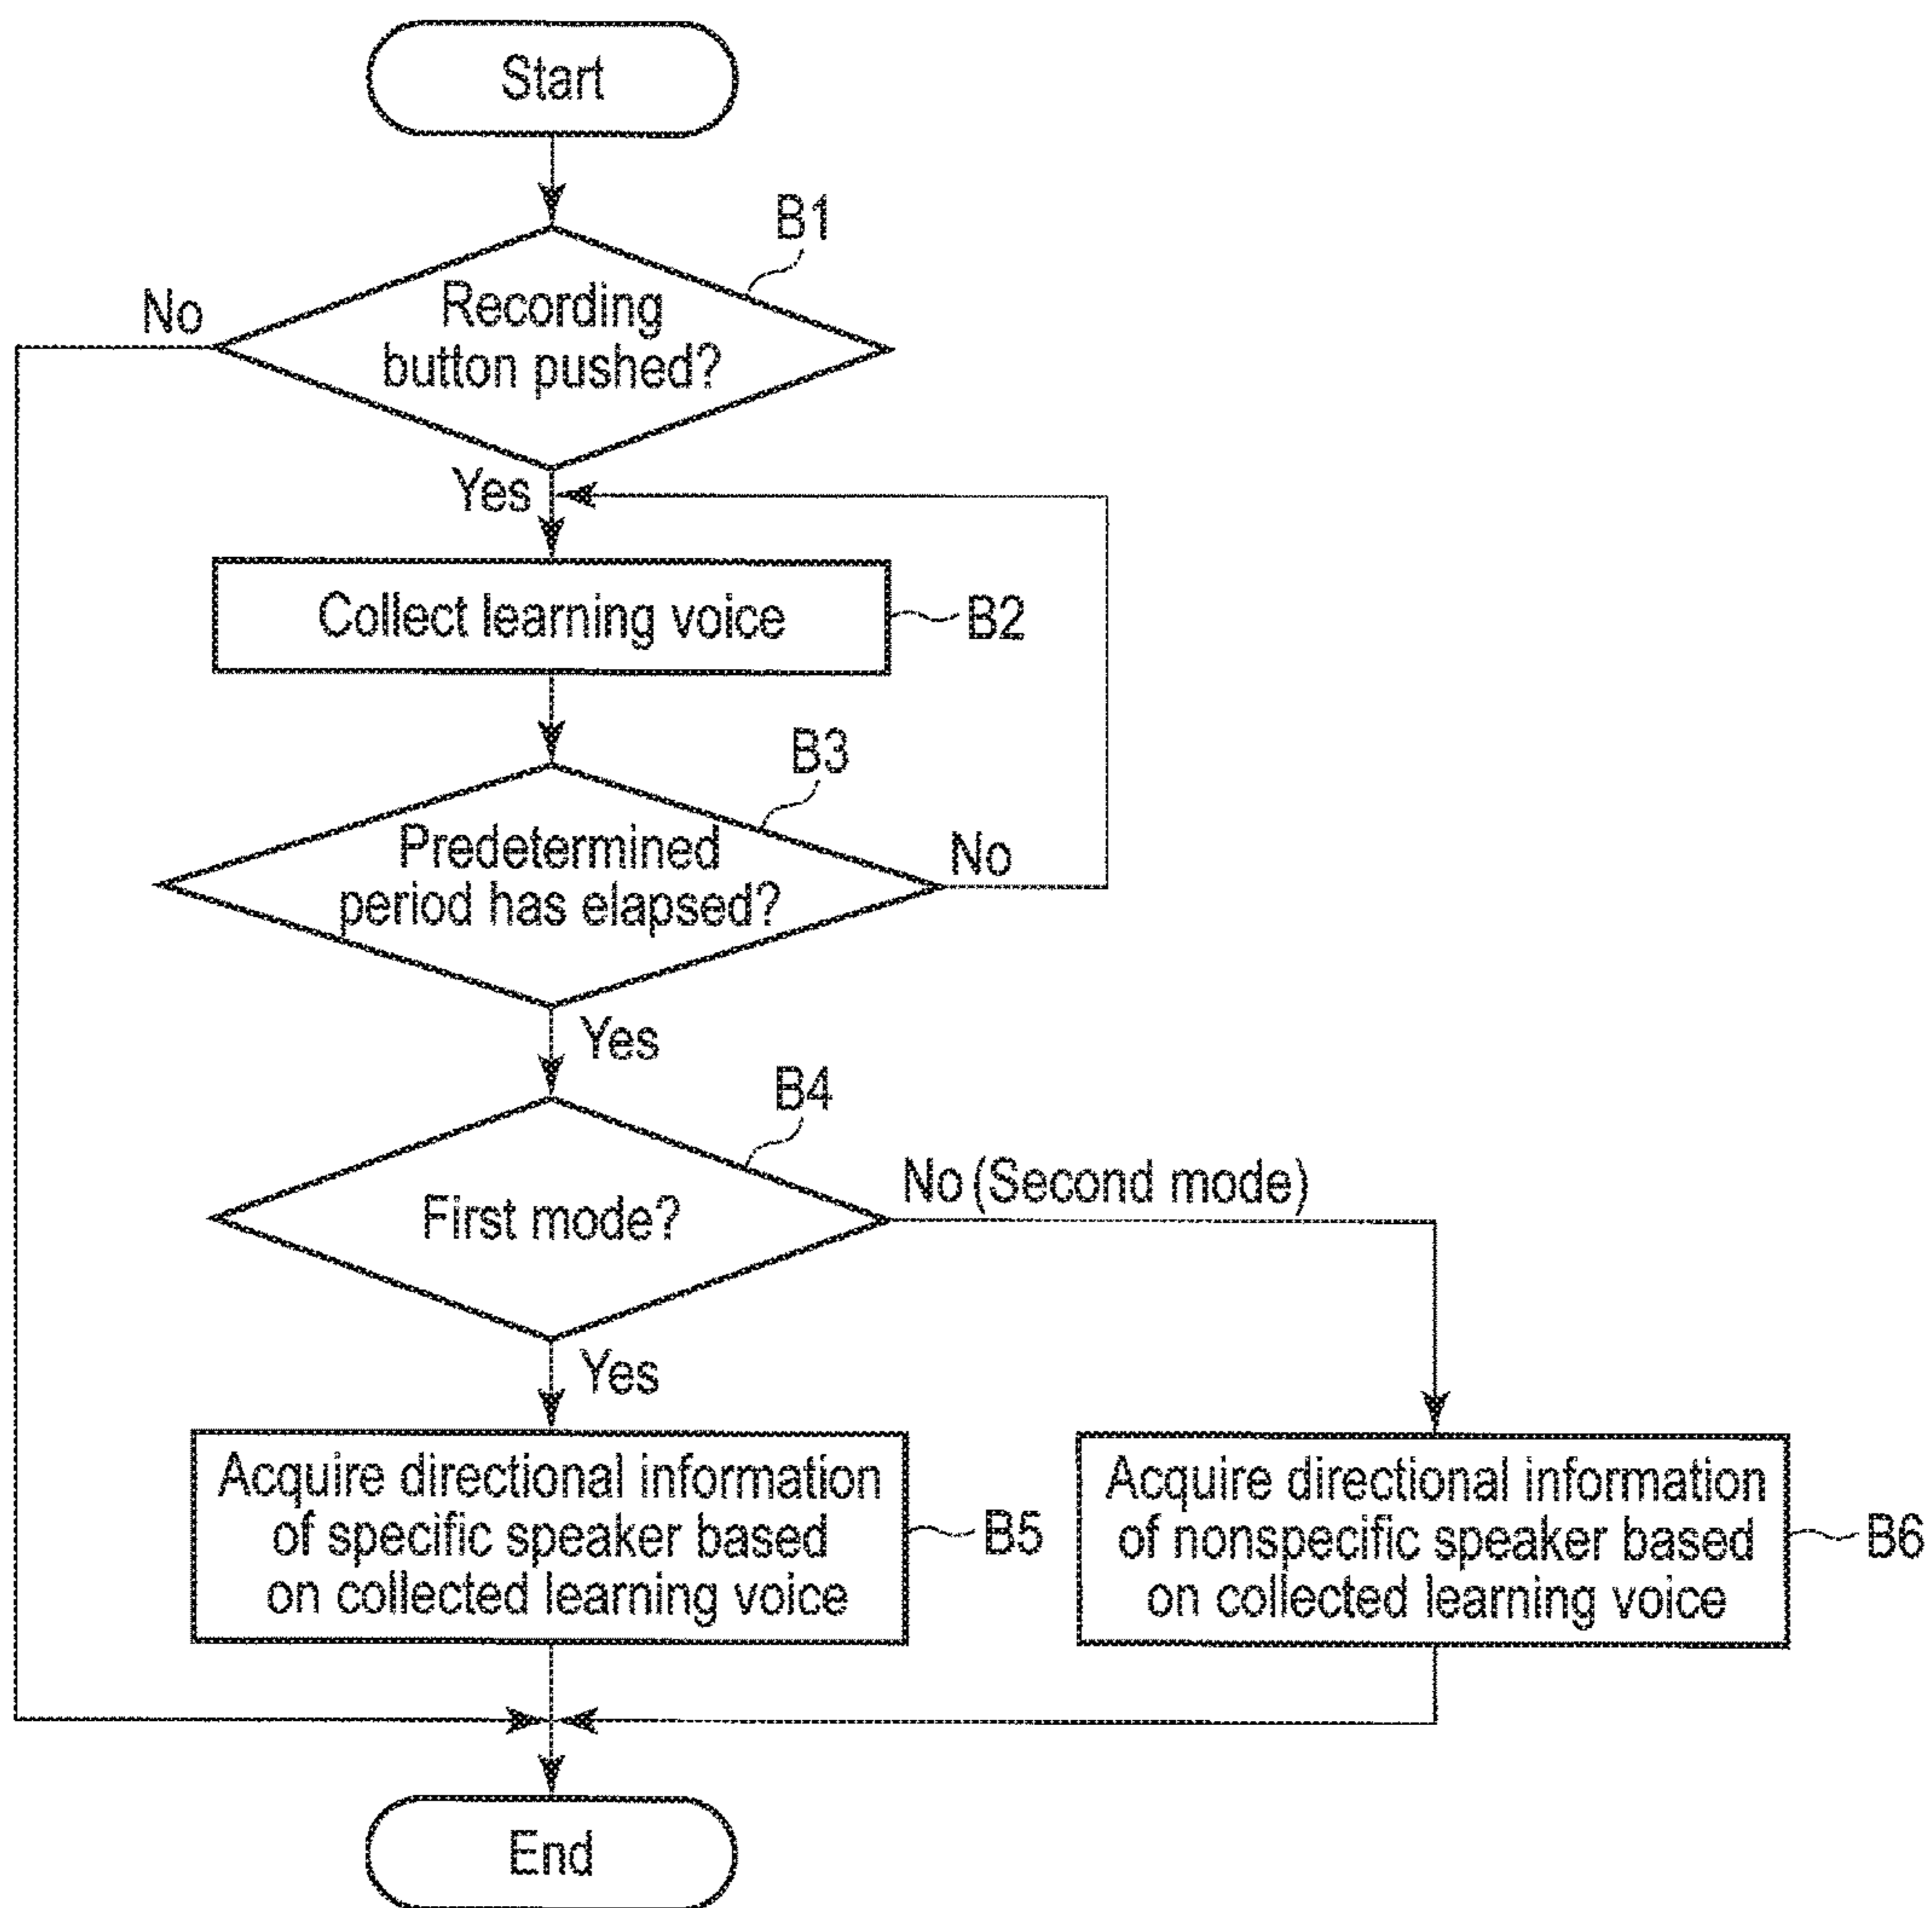 Start
B1
No
Recording
button pushed?
Yes
Collect learning voice
B2
B3
Predetermined
period has elapsed?
No
Yes
B4
First mode?
No (Second mode)
Yes
Acquire directional information
of specific speaker based
on collected learning voice
B5
Acquire directional information
of nonspecific speaker based
on collected learning voice
B6
End